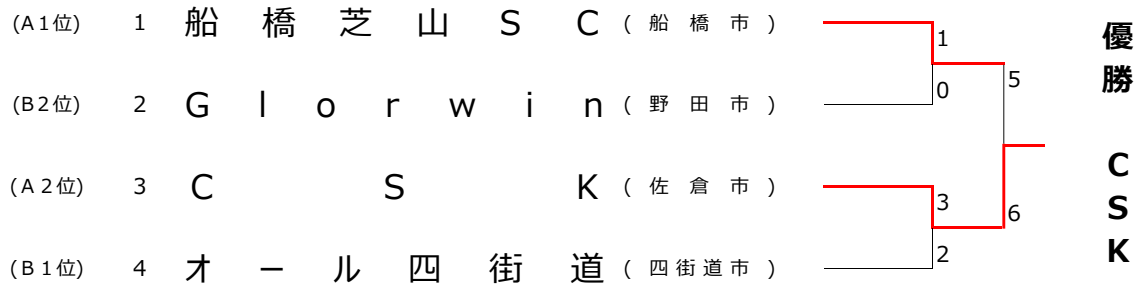 (A1位) 1 船橋芝山SC (船橋市)
1
0
(B2位) 2 Glorwin (野田市)
5
(A2位) 3 CSK (佐倉市)
3
6
2
(B1位) 4 オール四街道 (四街道市)
優勝 CSK